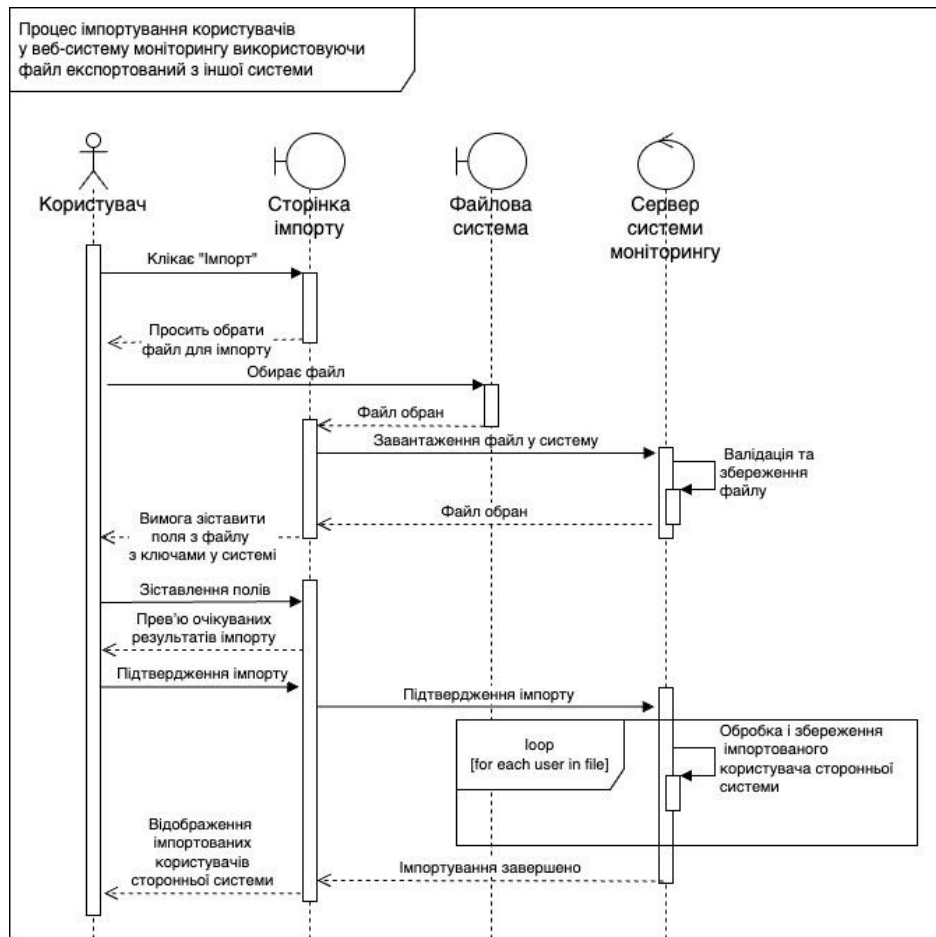 Процес імпортування користувачів
у веб-систему моніторингу використовуючи
файл експортований з іншої системи
Користувач
Сторінка
імпорту
Файлова
система
Сервер
системи
моніторингу
Клікає "Імпорт"
Просить обрати
файл для імпорту
Обирає файл
Файл обран
Завантаження файл у систему
Валідація та
збереження
файлу
Файл обран
Вимога зіставити
поля з файлу
з ключами у системі
Зіставлення полів
Прев'ю очікуваних
результатів імпорту
Підтвердження імпорту
Підтвердження імпорту
loop
[for each user in file]
Обробка і збереження
імпортованого
користувача сторонньої
системи
Відображення
імпортованих
користувачів
сторонньої системи
Імпортування завершено